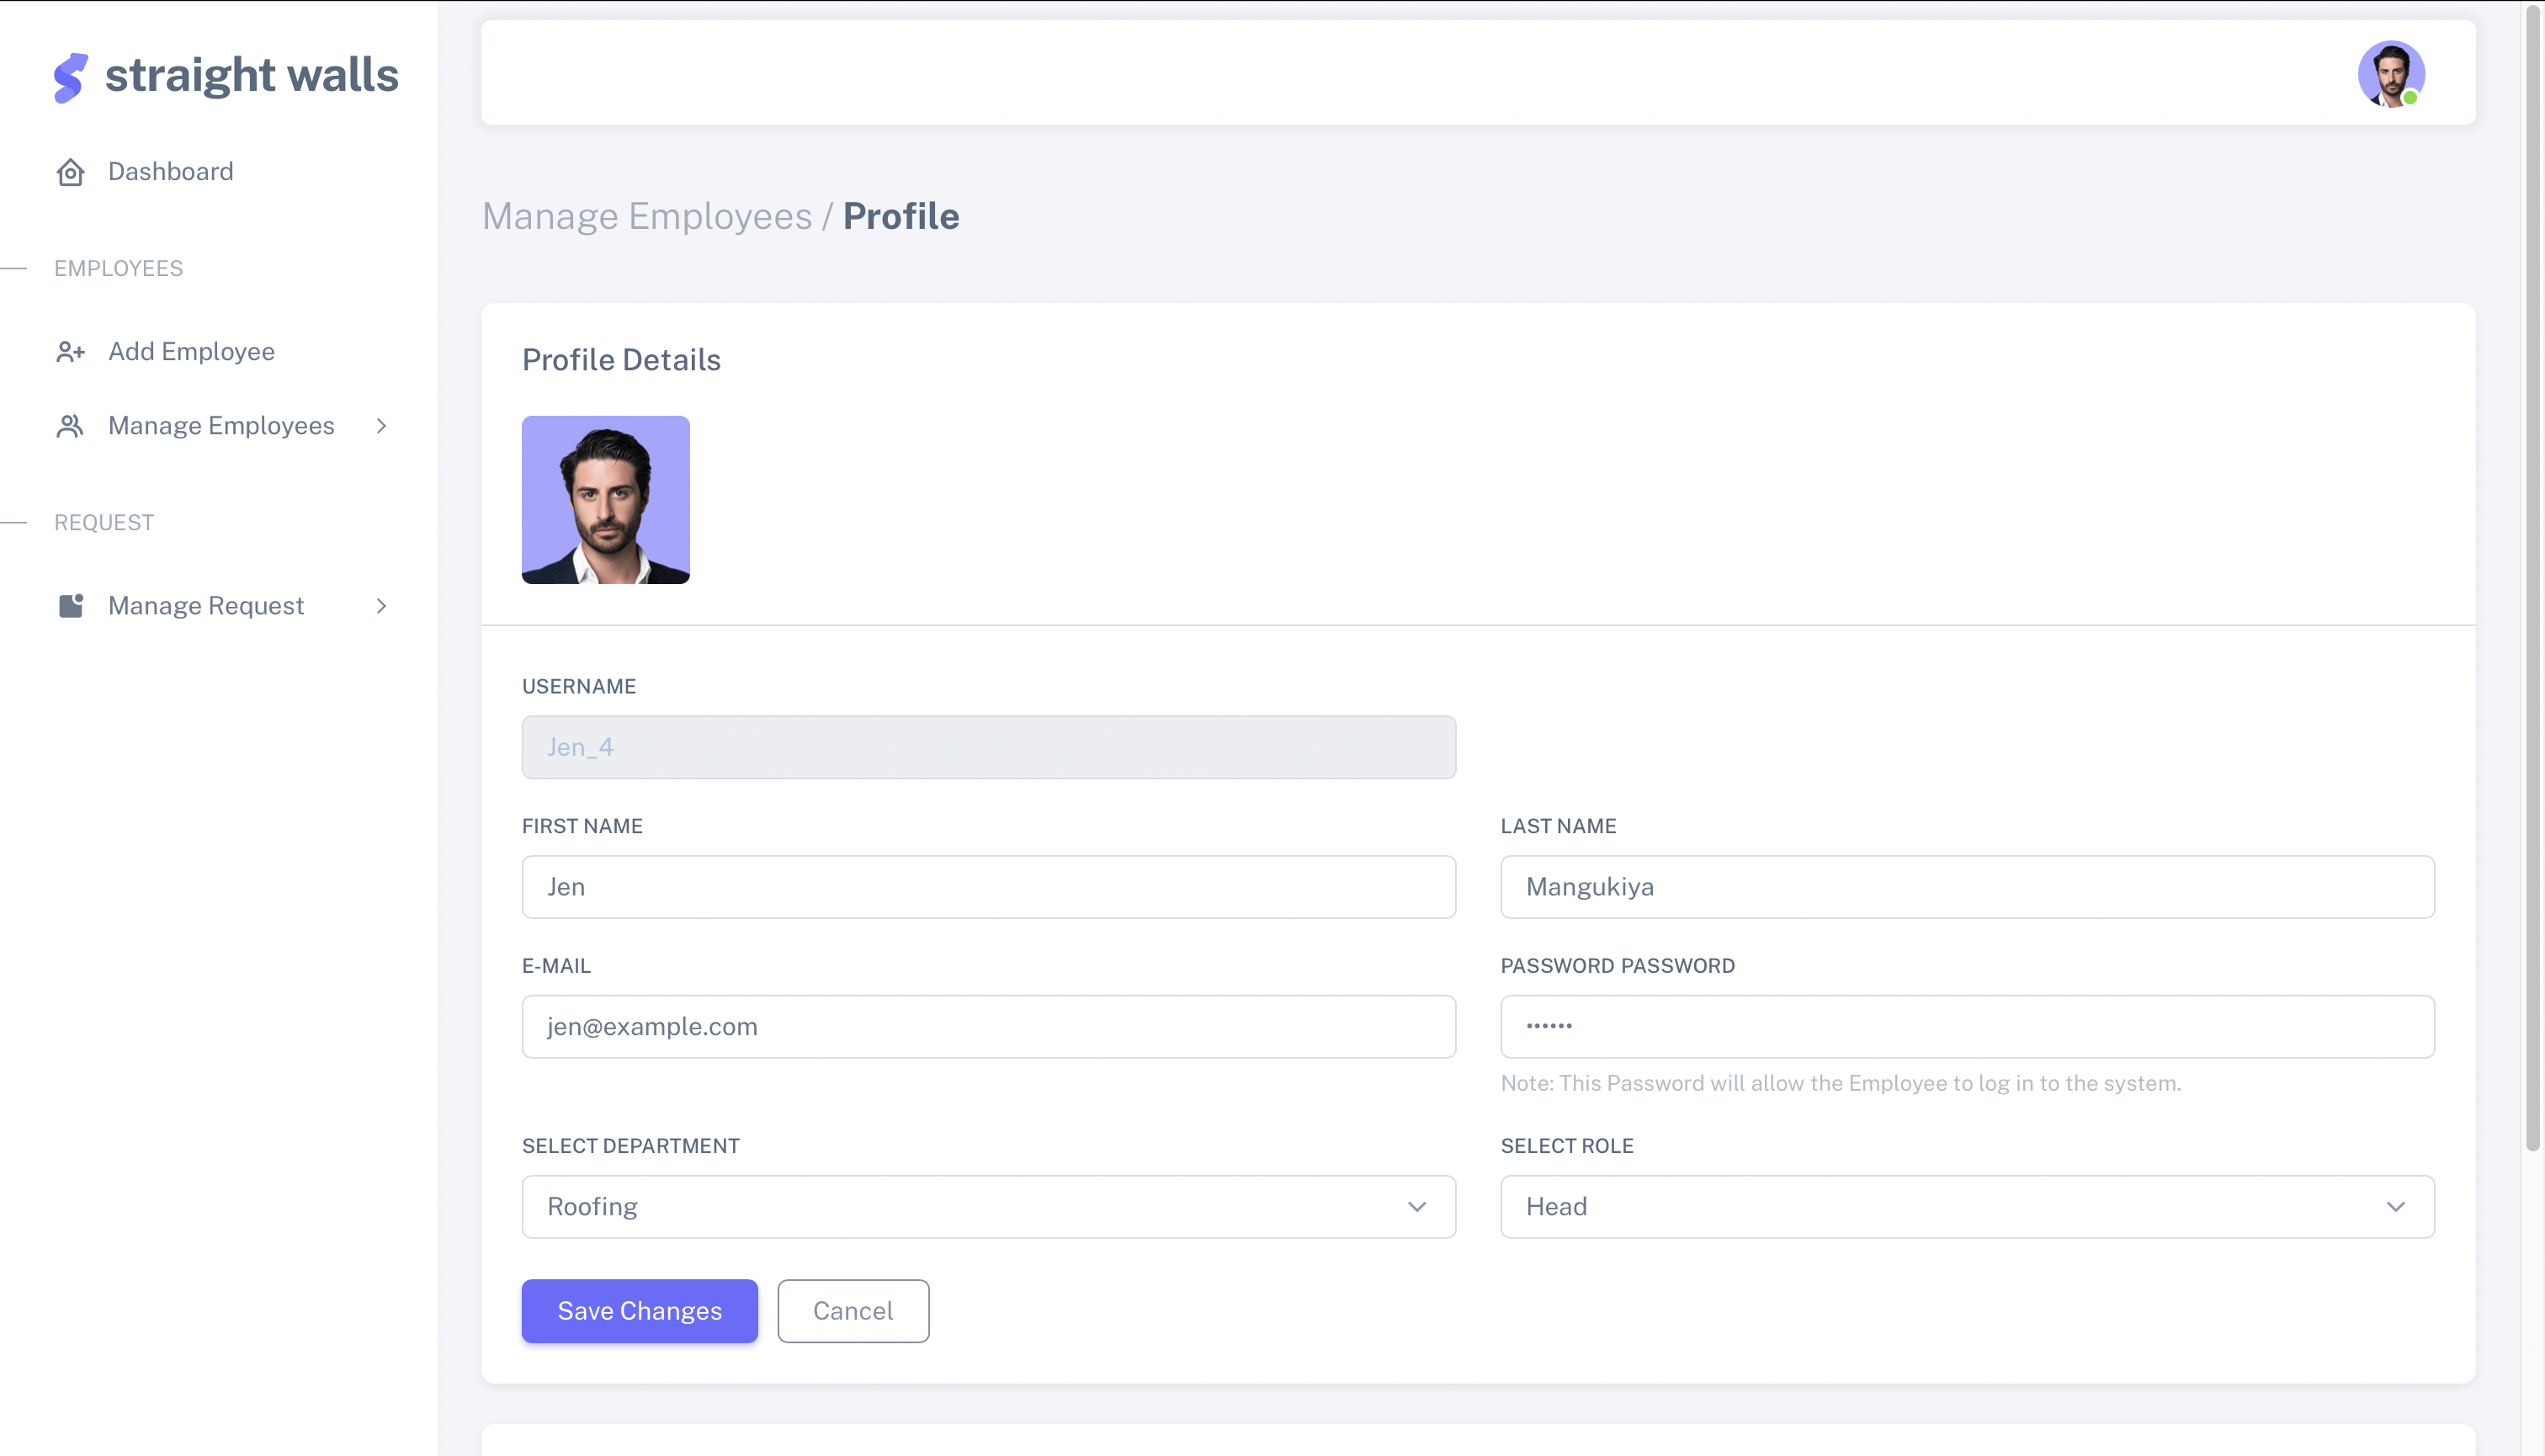 straight walls
Dashboard
EMPLOYEES
Add Employee
Manage Employees
REQUEST
Manage Request
Manage Employees / Profile
Profile Details
USERNAME
Jen_4
FIRST NAME
Jen
LAST NAME
Mangukiya
E-MAIL
jen@example.com
PASSWORD PASSWORD
••••••
Note: This Password will allow the Employee to log in to the system.
SELECT DEPARTMENT
Roofing
SELECT ROLE
Head
Save Changes
Cancel